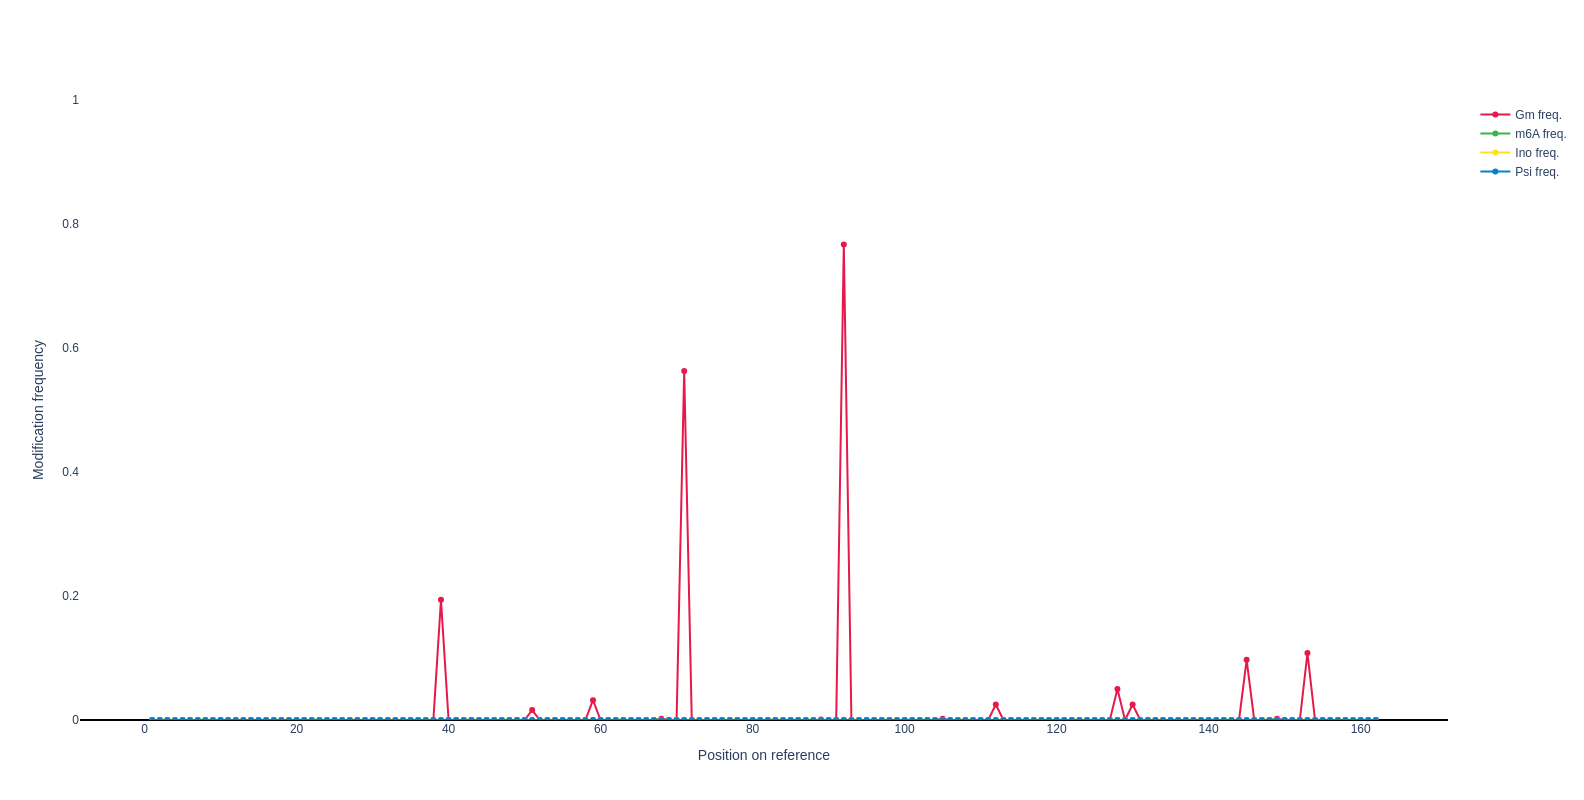 1
0.8
0.6
0.4
0.2
0
Modification frequency
0 20 40 60 80 100 120 140 160
Position on reference
Gm freq.
m6A freq.
Ino freq.
Psi freq.